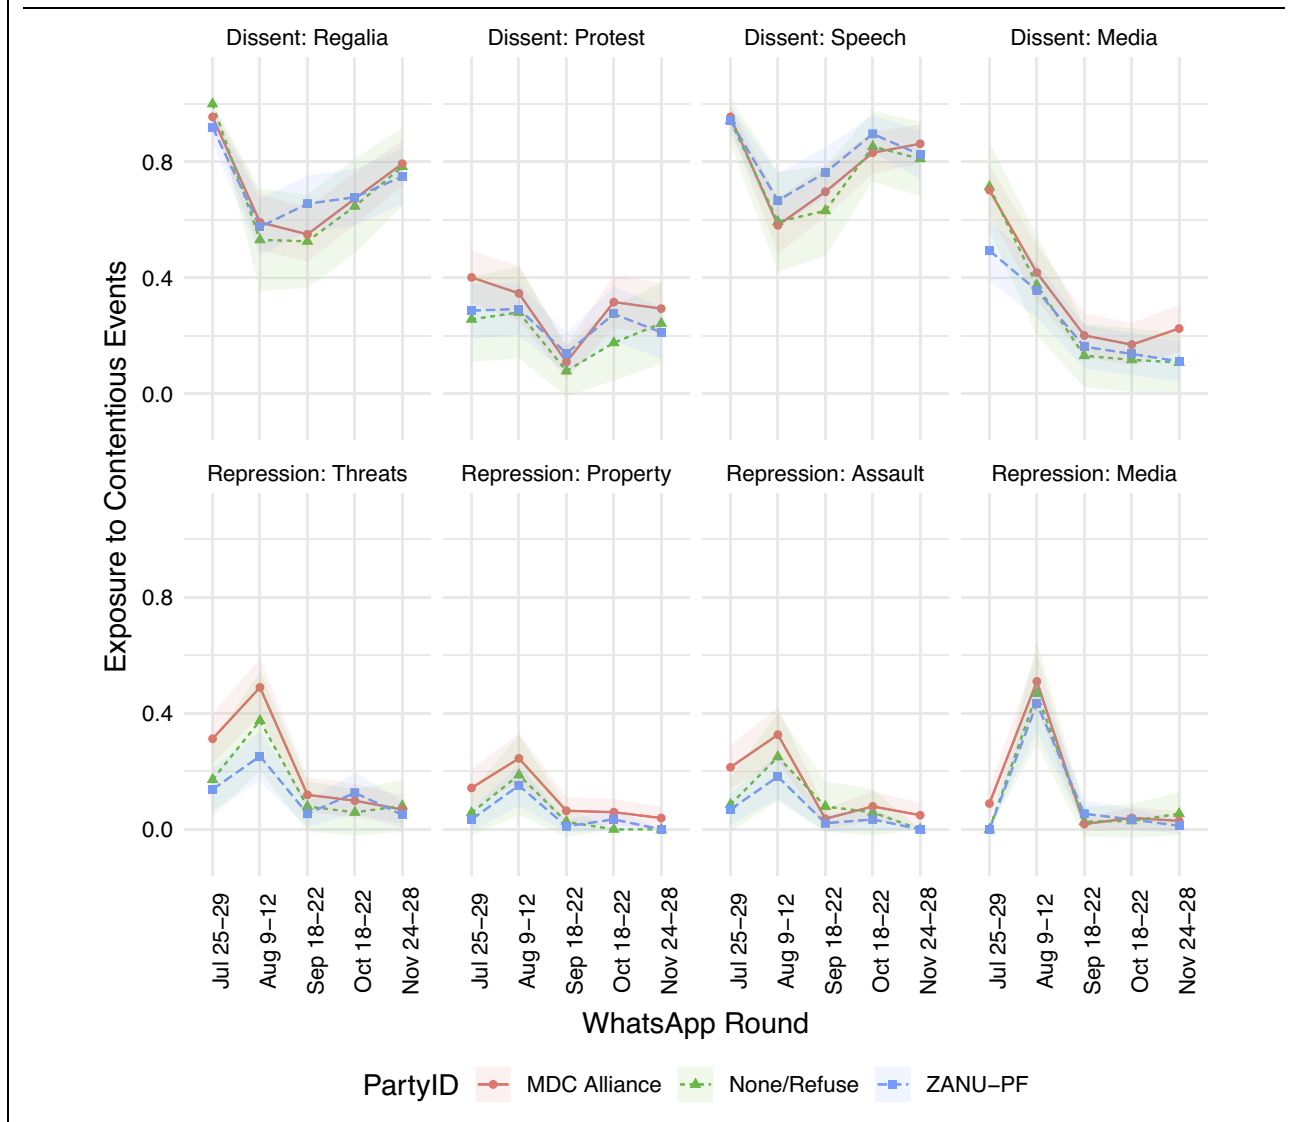 Dissent: Regalia
Dissent: Protest
Dissent: Speech
Dissent: Media
0.8
0.4
0.0
Repression: Threats
Repression: Property
Repression: Assault
Repression: Media
0.8
0.4
0.0
Exposure to Contentious Events
Jul 25–29
Aug 9–12
Sep 18–22
Oct 18–22
Nov 24–28
Jul 25–29
Aug 9–12
Sep 18–22
Oct 18–22
Nov 24–28
Jul 25–29
Aug 9–12
Sep 18–22
Oct 18–22
Nov 24–28
Jul 25–29
Aug 9–12
Sep 18–22
Oct 18–22
Nov 24–28
WhatsApp Round
PartyID MDC Alliance None/Refuse ZANU–PF